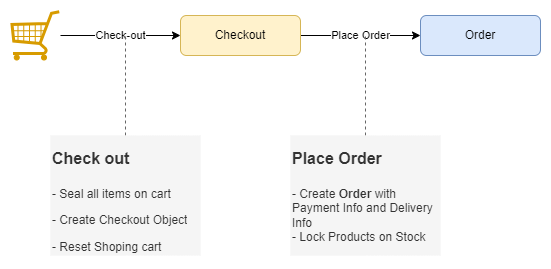 Check-out
Checkout
Place Order
Order
Check out
- Seal all items on cart
- Create Checkout Object
- Reset Shoping cart
Place Order
- Create Order with
Payment Info and Delivery
Info
- Lock Products on Stock